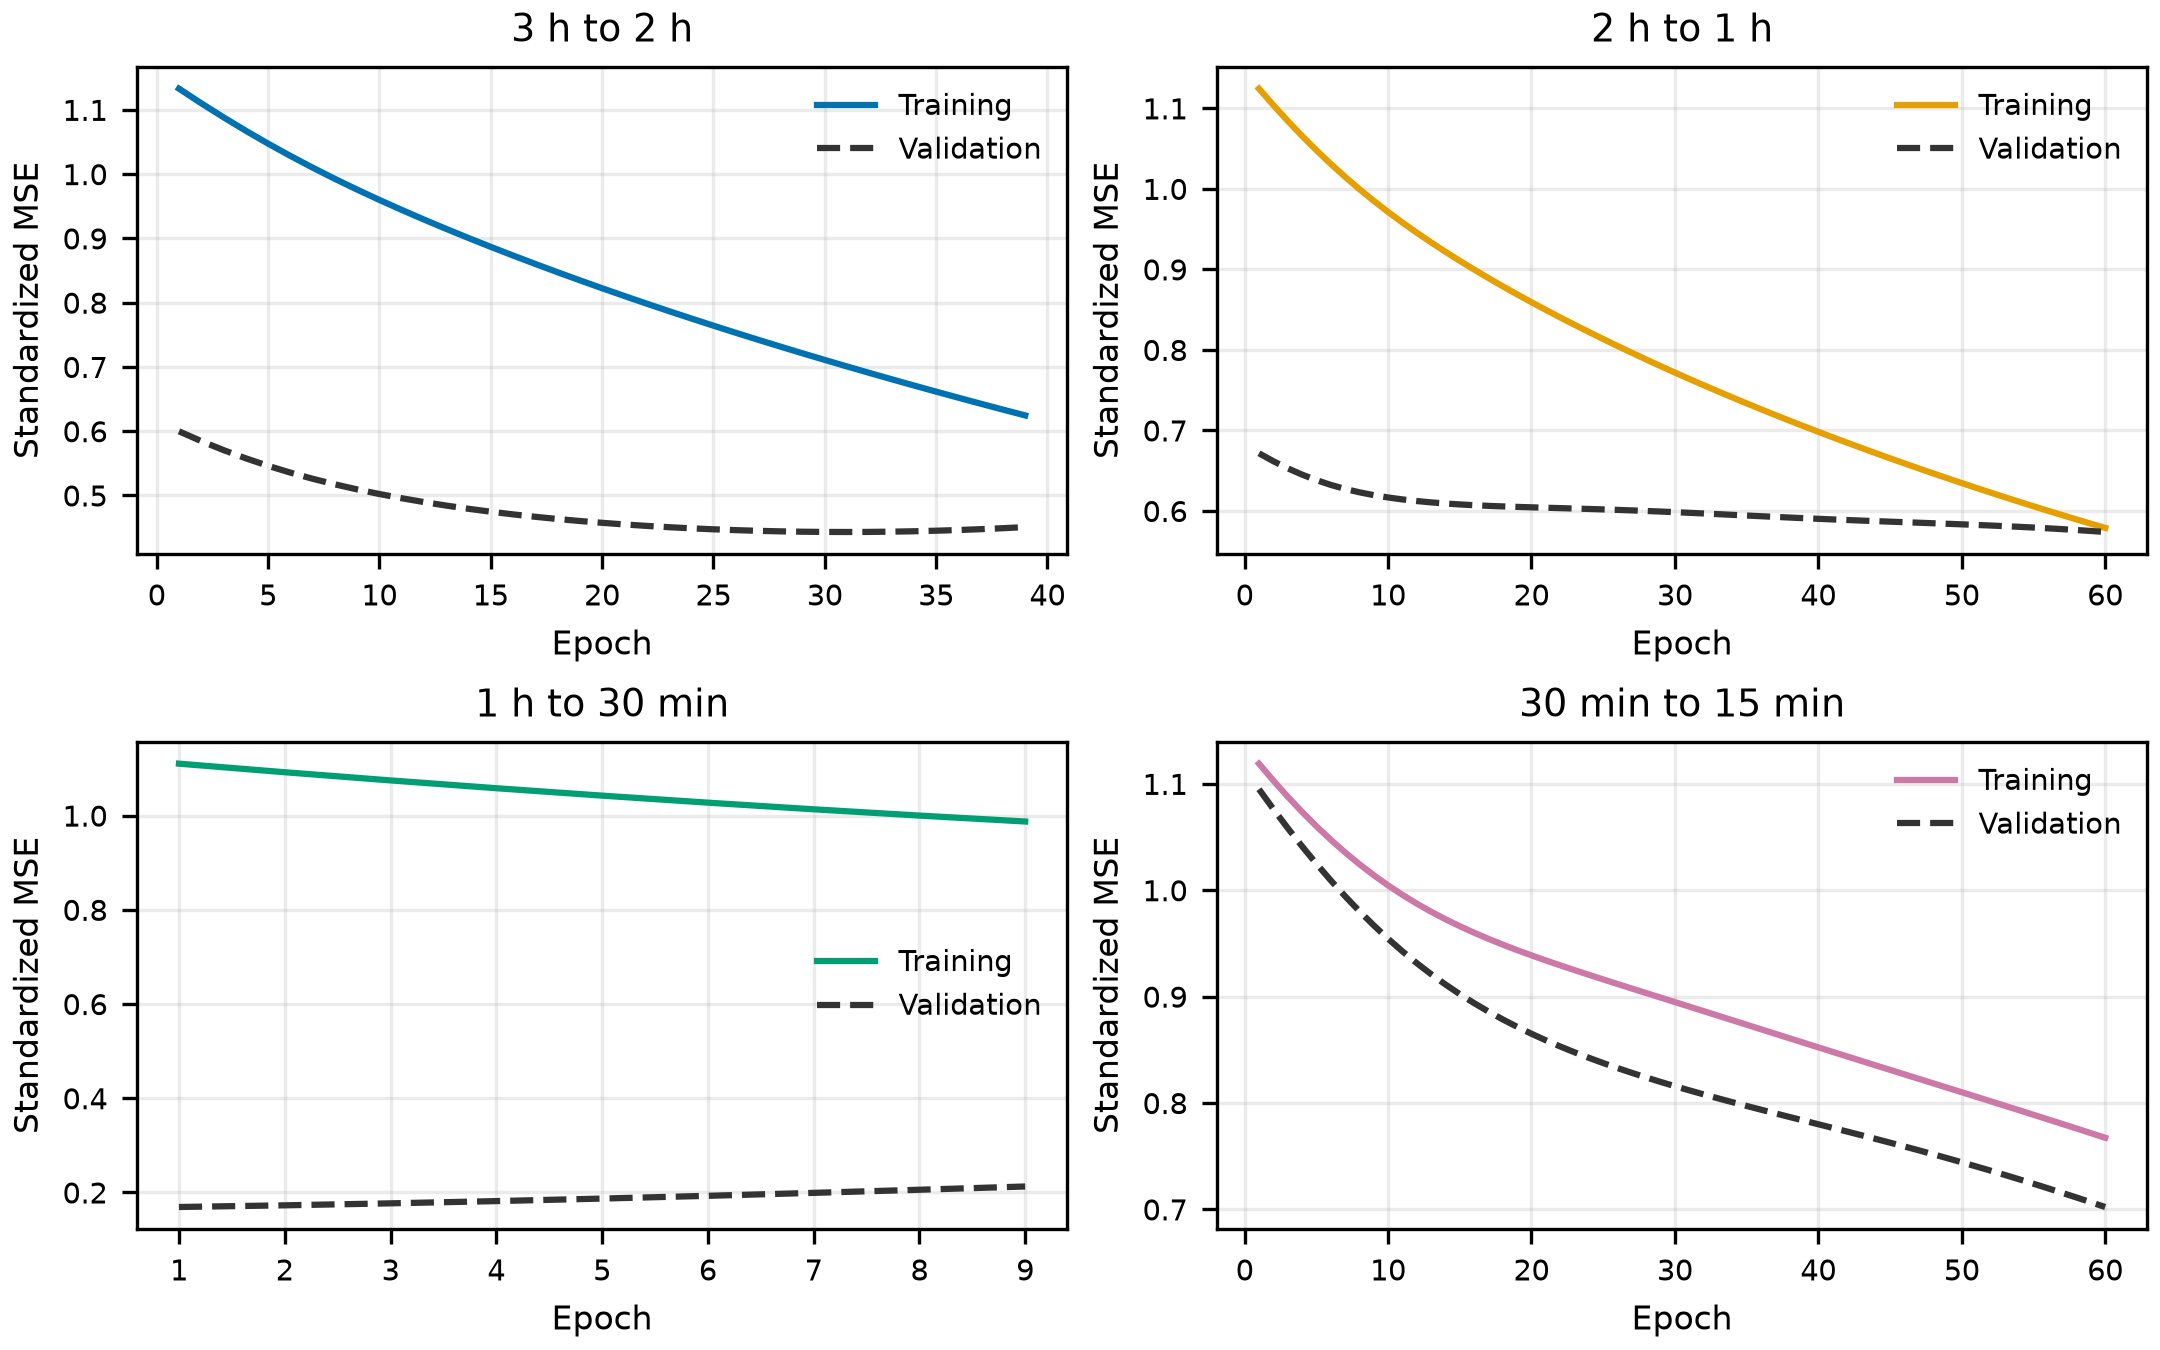 3 h to 2 h
Standardized MSE
1.1
1.0
0.9
0.8
0.7
0.6
0.5
Training
Validation
0 5 10 15 20 25 30 35 40
Epoch
2 h to 1 h
Standardized MSE
1.1
1.0
0.9
0.8
0.7
0.6
Training
Validation
0 10 20 30 40 50 60
Epoch
1 h to 30 min
Standardized MSE
1.0
0.8
0.6
0.4
0.2
Training
Validation
1 2 3 4 5 6 7 8 9
Epoch
30 min to 15 min
Standardized MSE
1.1
1.0
0.9
0.8
0.7
Training
Validation
0 10 20 30 40 50 60
Epoch